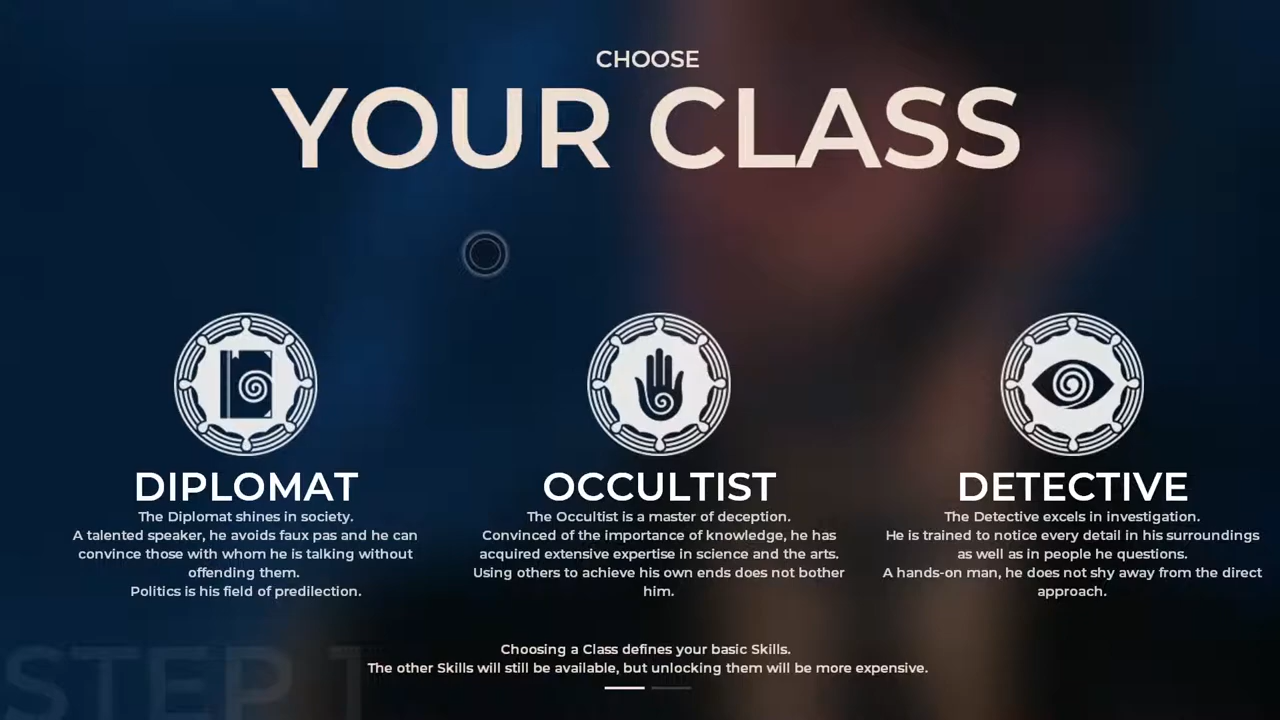 CHOOSE
YOUR CLASS
DIPLOMAT
The Diplomat shines in society.
A talented speaker, he avoids faux pas and he can
convince those with whom he is talking without
offending them.
Politics is his field of predilection.
OCCULTIST
The Occultist is a master of deception.
Convinced of the importance of knowledge, he has
acquired extensive expertise in science and the arts.
Using others to achieve his own ends does not bother
him.
DETECTIVE
The Detective excels in investigation.
He is trained to notice every detail in his surroundings
as well as in people he questions.
A hands-on man, he does not shy away from the direct
approach.
Choosing a Class defines your basic Skills.
The other Skills will still be available, but unlocking them will be more expensive.
STEP 1